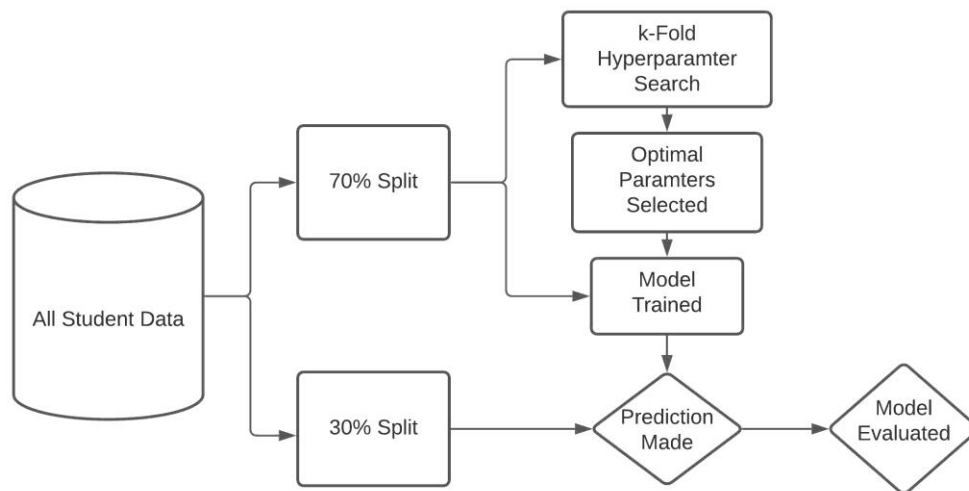 k-Fold
Hyperparamter
Search
70% Split
Optimal
Paramters
Selected
All Student Data
Model
Trained
30% Split
Prediction
Made
Model
Evaluated